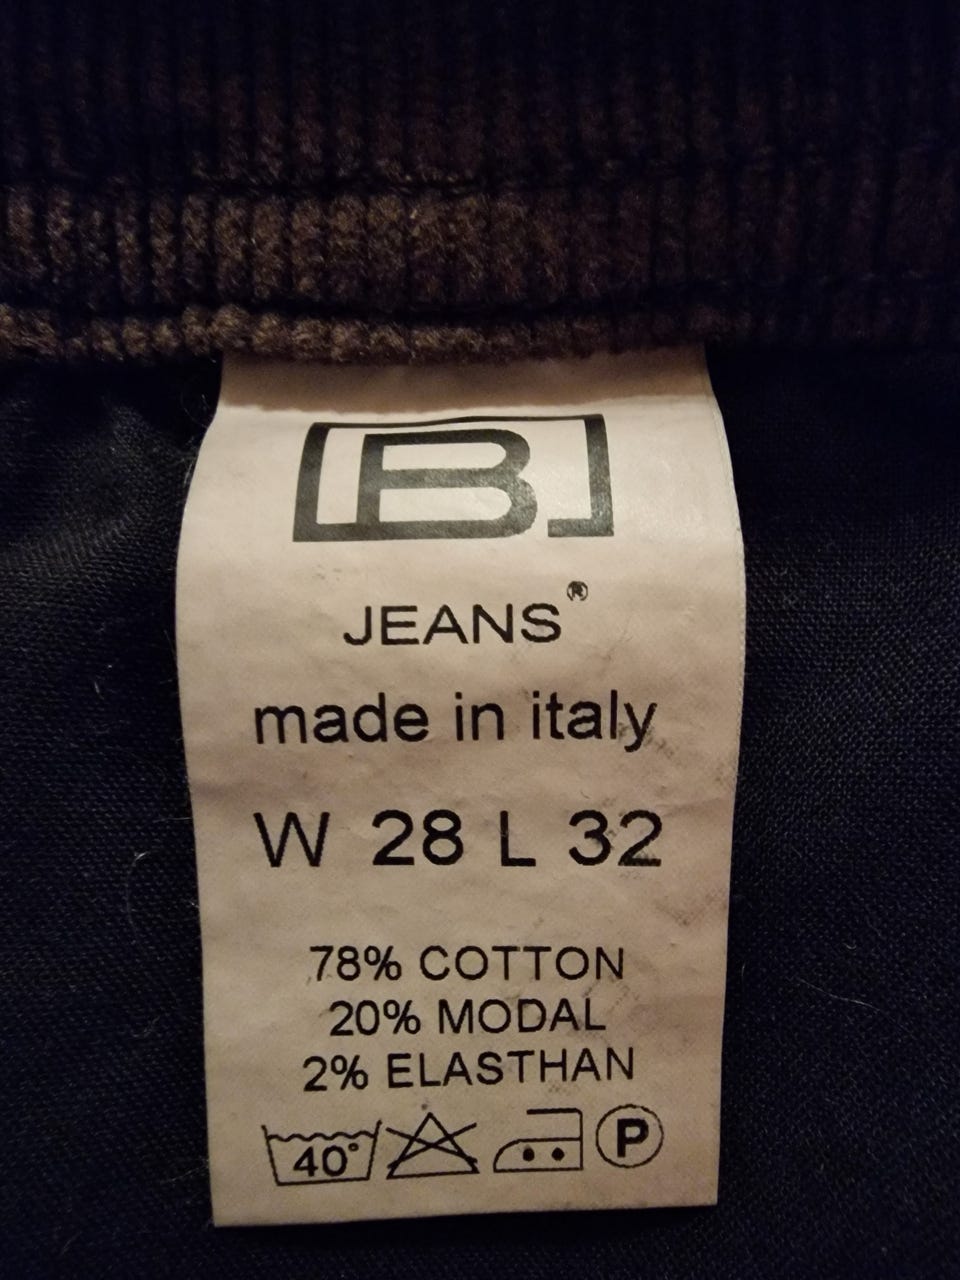 [B]
JEANS®
made in italy
W 28 L 32
78% COTTON
20% MODAL
2% ELASTHAN
40° P